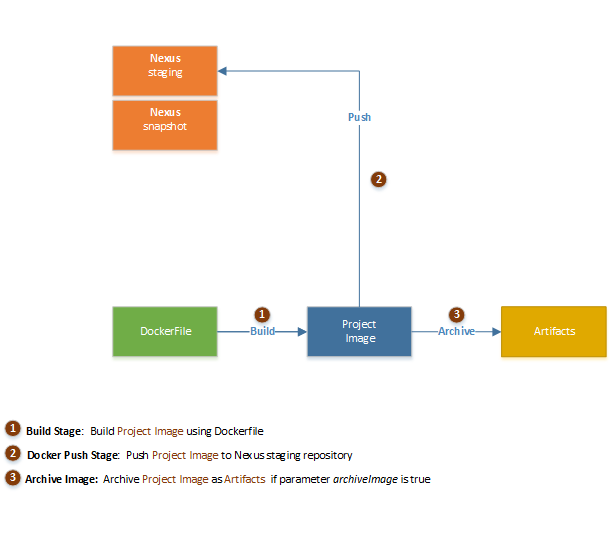 Nexus
staging
Nexus
snapshot
Push
2
DockerFile
1
Build
Project
Image
3
Archive
Artifacts
1 Build Stage: Build Project Image using Dockerfile
2 Docker Push Stage: Push Project Image to Nexus staging repository
3 Archive Image: Archive Project Image as Artifacts if parameter archiveImage is true